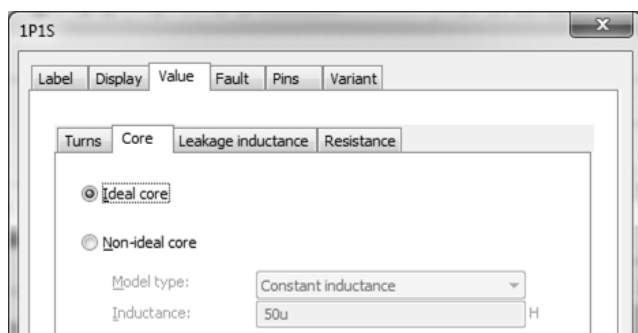 1P1S
Label Display Value Fault Pins Variant
Turns Core Leakage inductance Resistance
Ideal core
Non-ideal core
Model type: Constant inductance
Inductance: 50u H